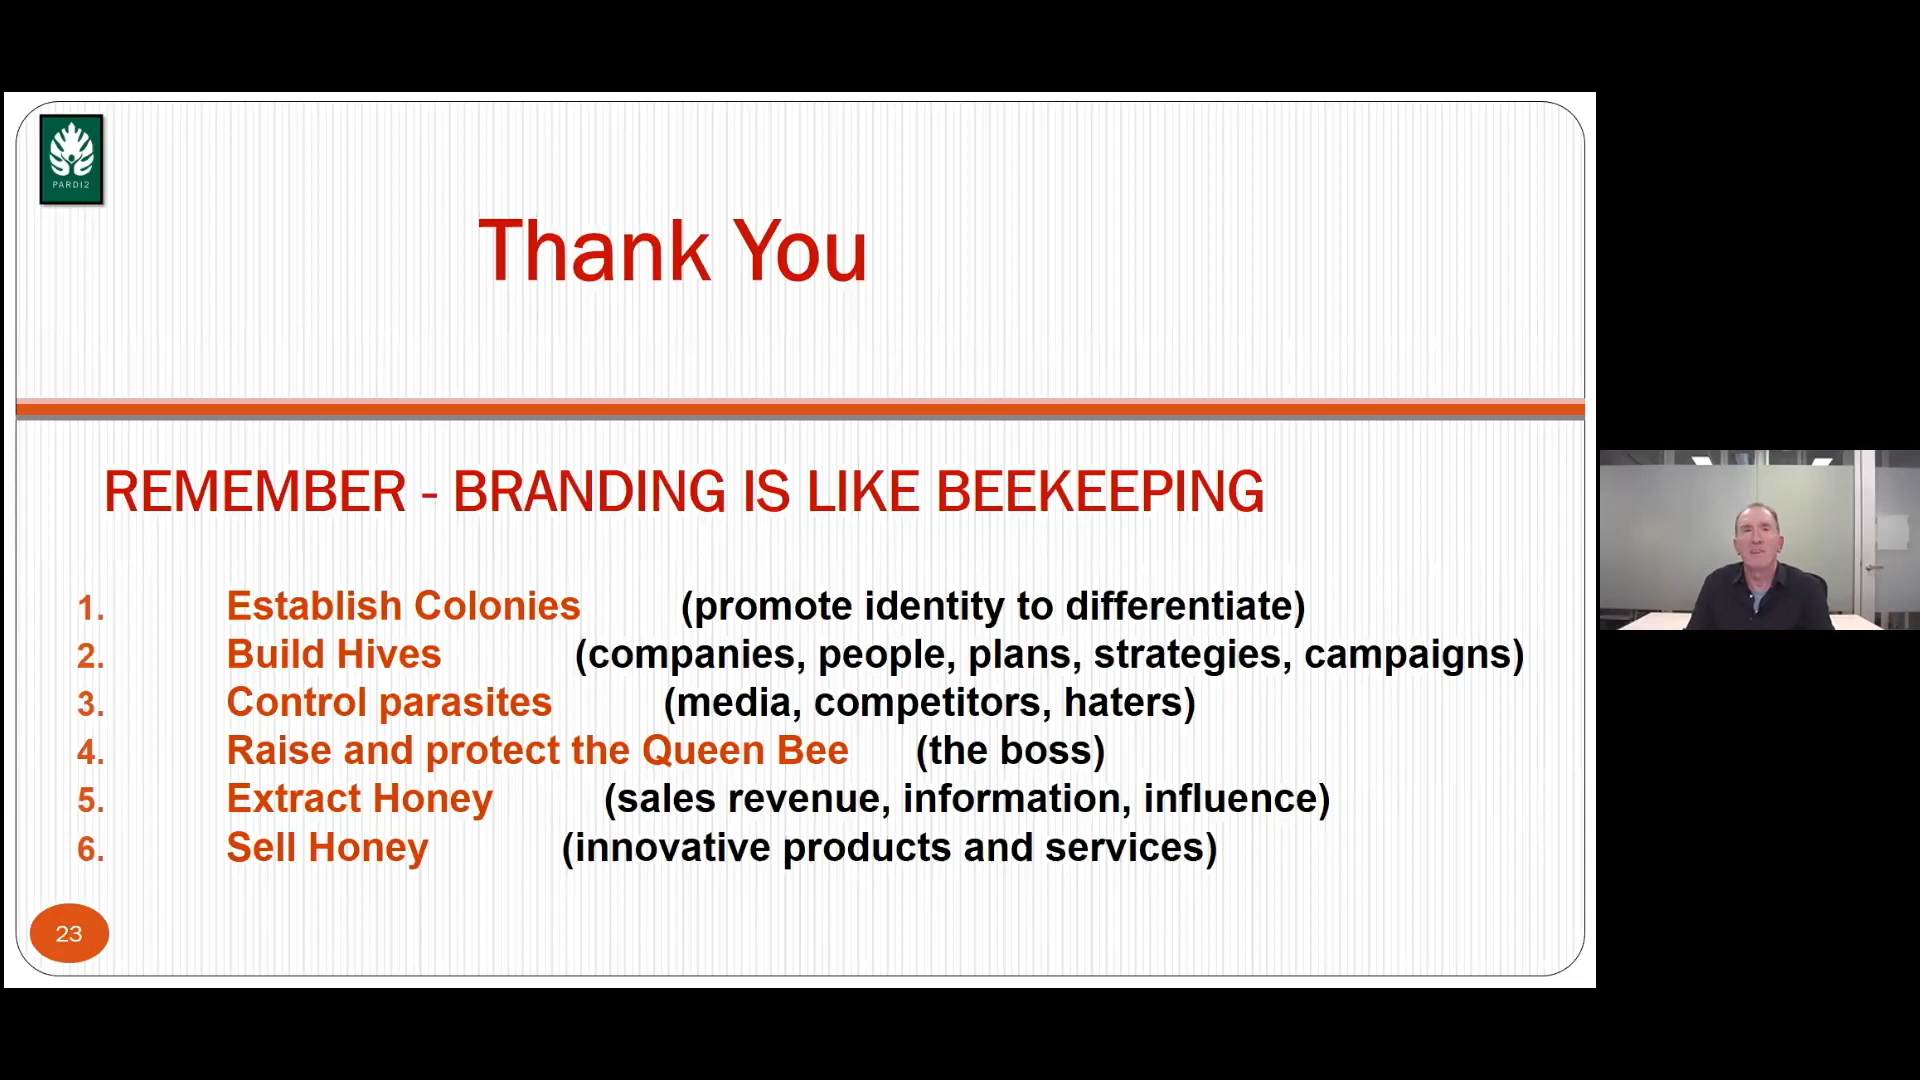 PARDI2
Thank You
REMEMBER - BRANDING IS LIKE BEEKEEPING
1. Establish Colonies (promote identity to differentiate)
2. Build Hives (companies, people, plans, strategies, campaigns)
3. Control parasites (media, competitors, haters)
4. Raise and protect the Queen Bee (the boss)
5. Extract Honey (sales revenue, information, influence)
6. Sell Honey (innovative products and services)
23